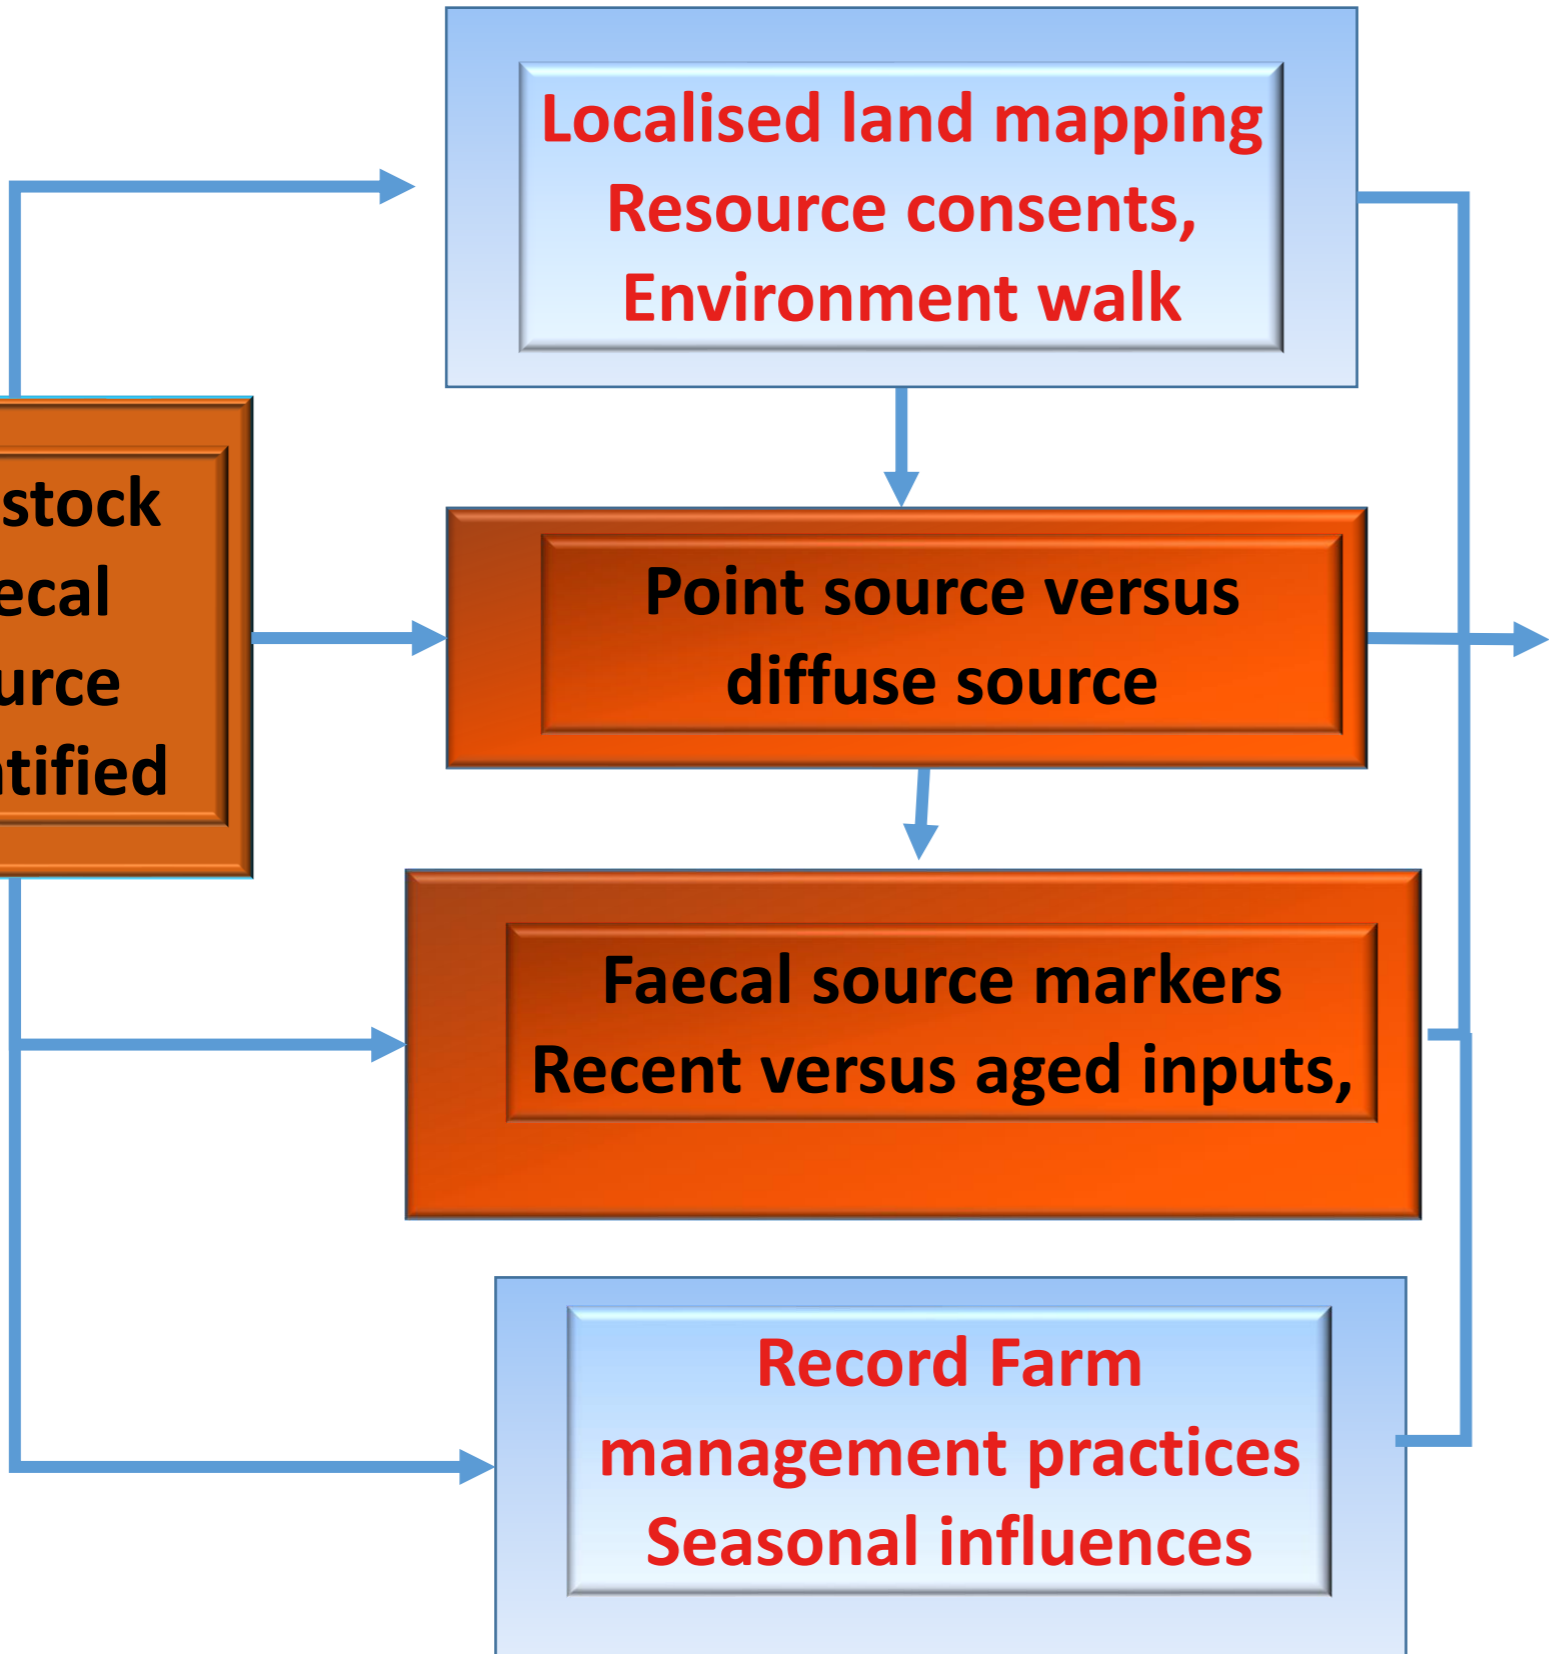 Localised land mapping
Resource consents,
Environment walk
stock
ecal
urce
ntified
Point source versus
diffuse source
Faecal source markers
Recent versus aged inputs,
Record Farm
management practices
Seasonal influences